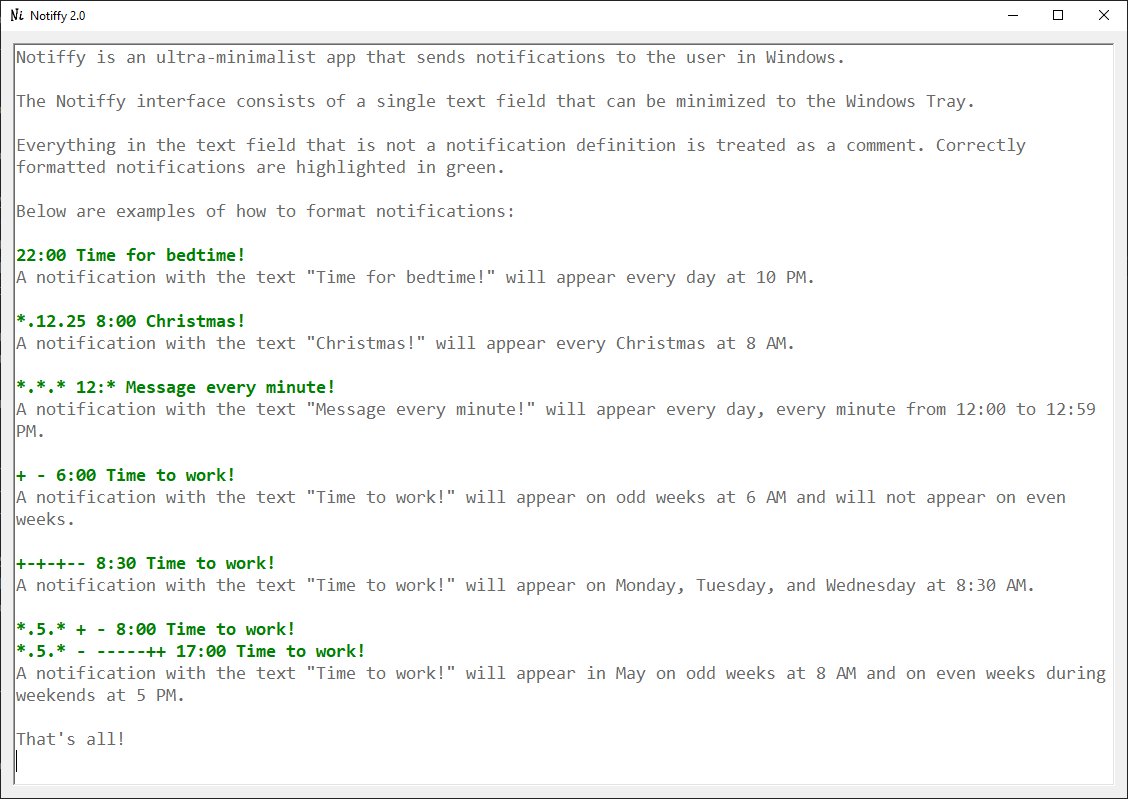 Notiffy 2.0
Notiffy is an ultra-minimalist app that sends notifications to the user in Windows.
The Notiffy interface consists of a single text field that can be minimized to the Windows Tray.
Everything in the text field that is not a notification definition is treated as a comment. Correctly
formatted notifications are highlighted in green.
Below are examples of how to format notifications:
22:00 Time for bedtime!
A notification with the text "Time for bedtime!" will appear every day at 10 PM.
*.12.25 8:00 Christmas!
A notification with the text "Christmas!" will appear every Christmas at 8 AM.
*.*.* 12:* Message every minute!
A notification with the text "Message every minute!" will appear every day, every minute from 12:00 to 12:59
PM.
+ - 6:00 Time to work!
A notification with the text "Time to work!" will appear on odd weeks at 6 AM and will not appear on even
weeks.
+-+-+-- 8:30 Time to work!
A notification with the text "Time to work!" will appear on Monday, Tuesday, and Wednesday at 8:30 AM.
*.5.* + - 8:00 Time to work!
*.5.* - -----++ 17:00 Time to work!
A notification with the text "Time to work!" will appear in May on odd weeks at 8 AM and on even weeks during
weekends at 5 PM.
That's all!